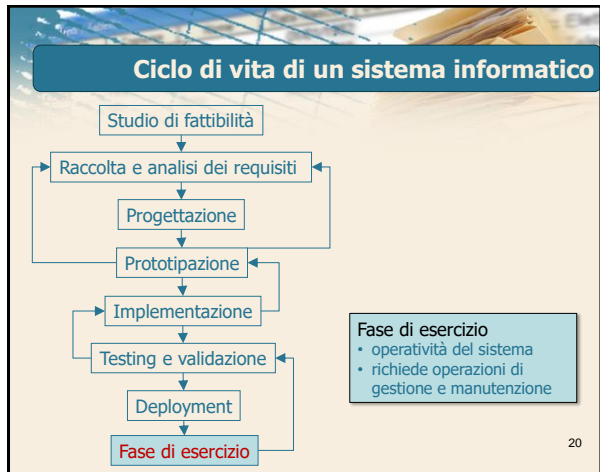 Ciclo di vita di un sistema informatico
Studio di fattibilità
Raccolta e analisi dei requisiti
Progettazione
Prototipazione
Implementazione
Testing e validazione
Deployment
Fase di esercizio
Fase di esercizio
• operatività del sistema
• richiede operazioni di
gestione e manutenzione
20